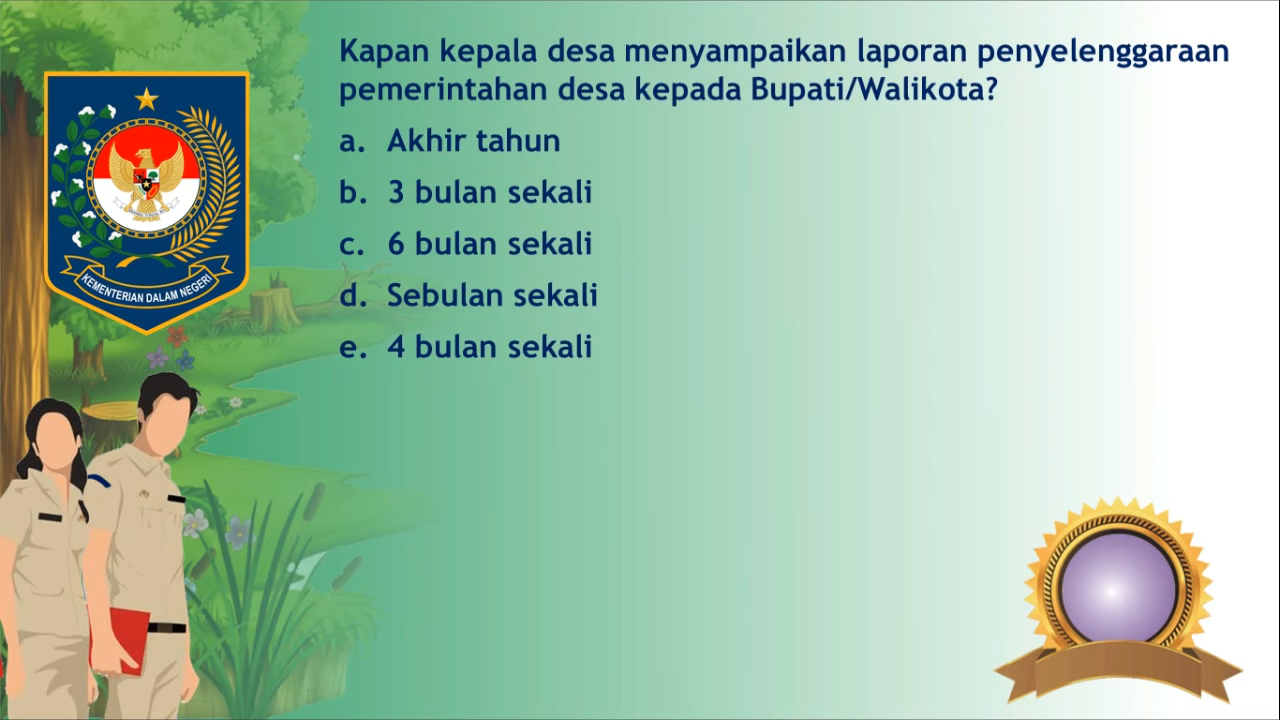 Kapan kepala desa menyampaikan laporan penyelenggaraan
pemerintahan desa kepada Bupati/Walikota?
a. Akhir tahun
b. 3 bulan sekali
c. 6 bulan sekali
d. Sebulan sekali
e. 4 bulan sekali
KEMENTERIAN DALAM NEGERI